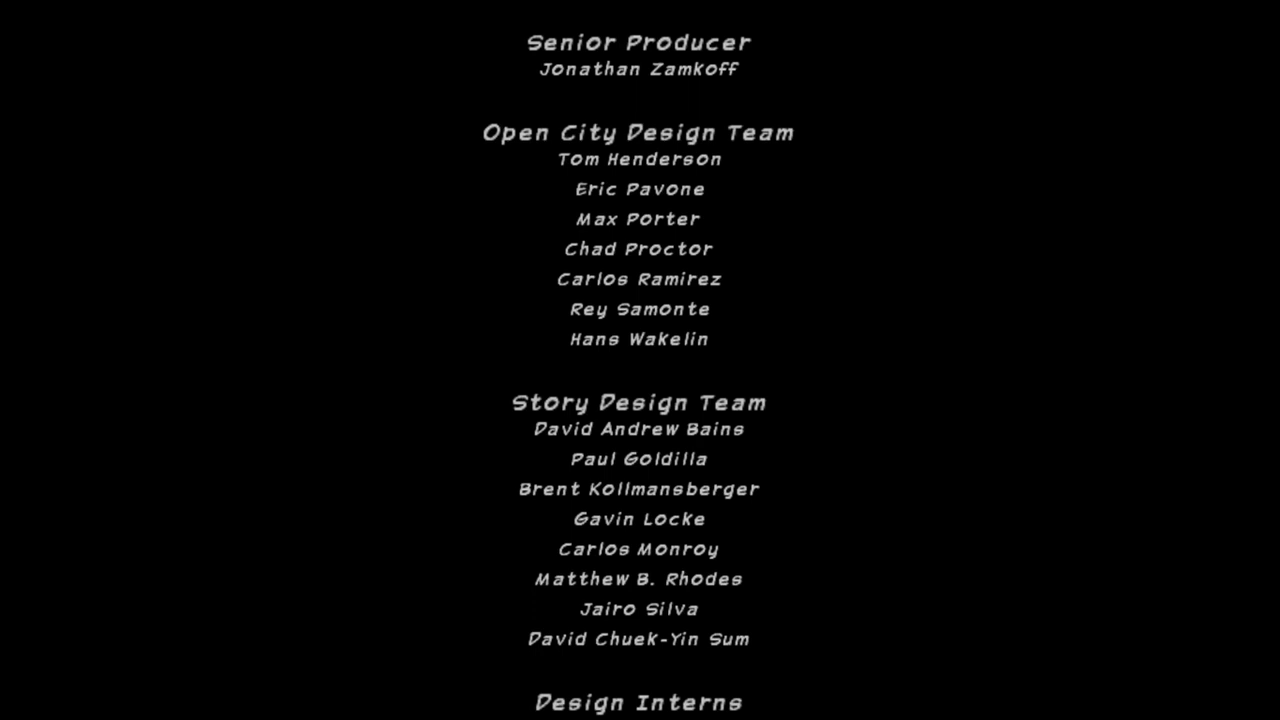 Senior Producer
Jonathan Zamkoff
Open City Design Team
Tom Henderson
Eric Pavone
Max Porter
Chad Proctor
Carlos Ramirez
Rey Samonte
Hans Wakelin
Story Design Team
David Andrew Bains
Paul Goldilla
Brent Kollmansberger
Gavin Locke
Carlos Monroy
Matthew B. Rhodes
Jairo Silva
David Chuek-Yin Sum
Design Interns